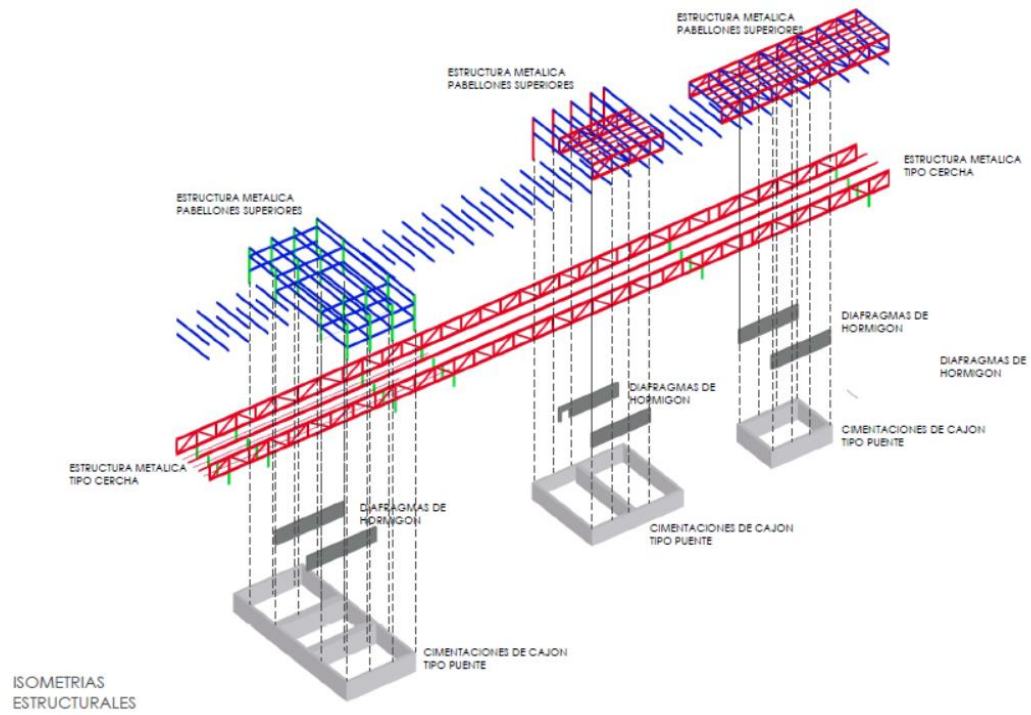 ESTRUCTURA METALICA
PABELLONES SUPERIORES
ESTRUCTURA METALICA
PABELLONES SUPERIORES
ESTRUCTURA METALICA
TIPO CERCHA
ESTRUCTURA METALICA
PABELLONES SUPERIORES
DIAFRAGMAS DE
HORMIGON
DIAFRAGMAS DE
HORMIGON
DIAFRAGMAS DE
HORMIGON
CIMENTACIONES DE CAJON
TIPO PUENTE
ESTRUCTURA METALICA
TIPO CERCHA
DIAFRAGMAS DE
HORMIGON
CIMENTACIONES DE CAJON
TIPO PUENTE
CIMENTACIONES DE CAJON
TIPO PUENTE
ISOMETRIAS
ESTRUCTURALES